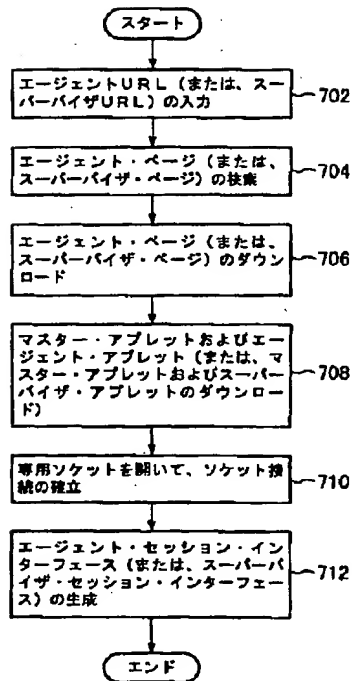 スタート
エージェントURL(または、スー
パーバイザURL)の入力
702
エージェント・ページ(または、
スーパーバイザ・ページ)の検索
704
エージェント・ページ(または、
スーパーバイザ・ページ)のダウン
ロード
706
マスター・アプレットおよびエー
ジェント・アプレット(または、マ
スター・アプレットおよびスーパー
バイザ・アプレットのダウンロー
ド)
708
専用ソケットを開いて、ソケット接
続の確立
710
エージェント・セッション・インタ
ーフェース(または、スーパーバイ
ザ・セッション・インターフェー
ス)の生成
712
エンド